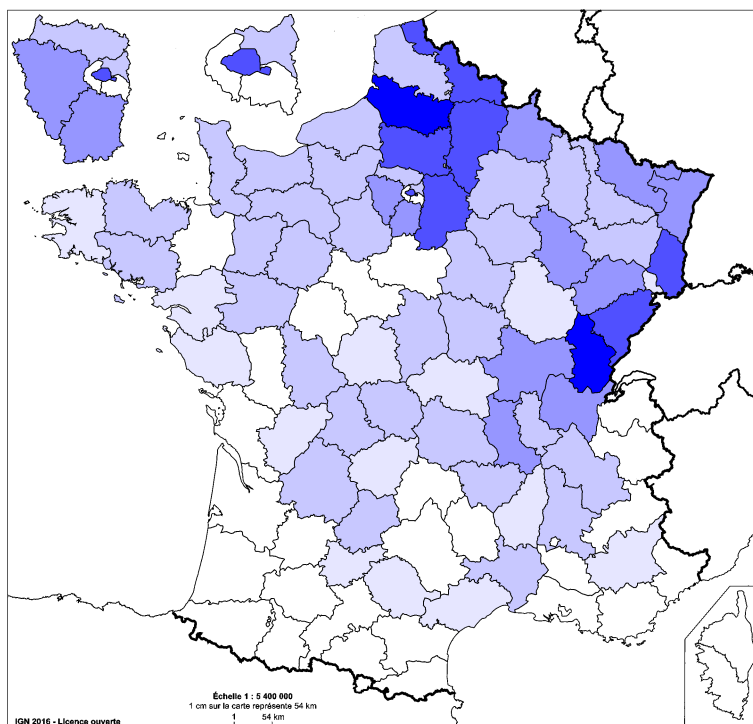 Échelle 1 : 5 400 000
1 cm sur la carte représente 54 km
1 54 km
IGN 2016 - Licence ouverte